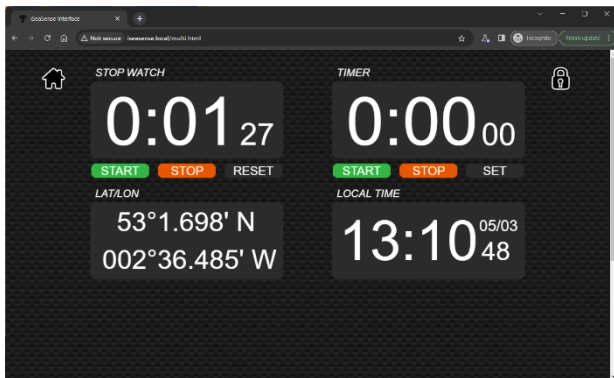 iSeaSense Interface
Not secure iseasense.local/multi.html
Incognito
Finish update
STOP WATCH
0:01 27
START STOP RESET
TIMER
0:00 00
START STOP SET
LAT/LON
53°1.698' N
002°36.485' W
LOCAL TIME
13:10 48
05/03